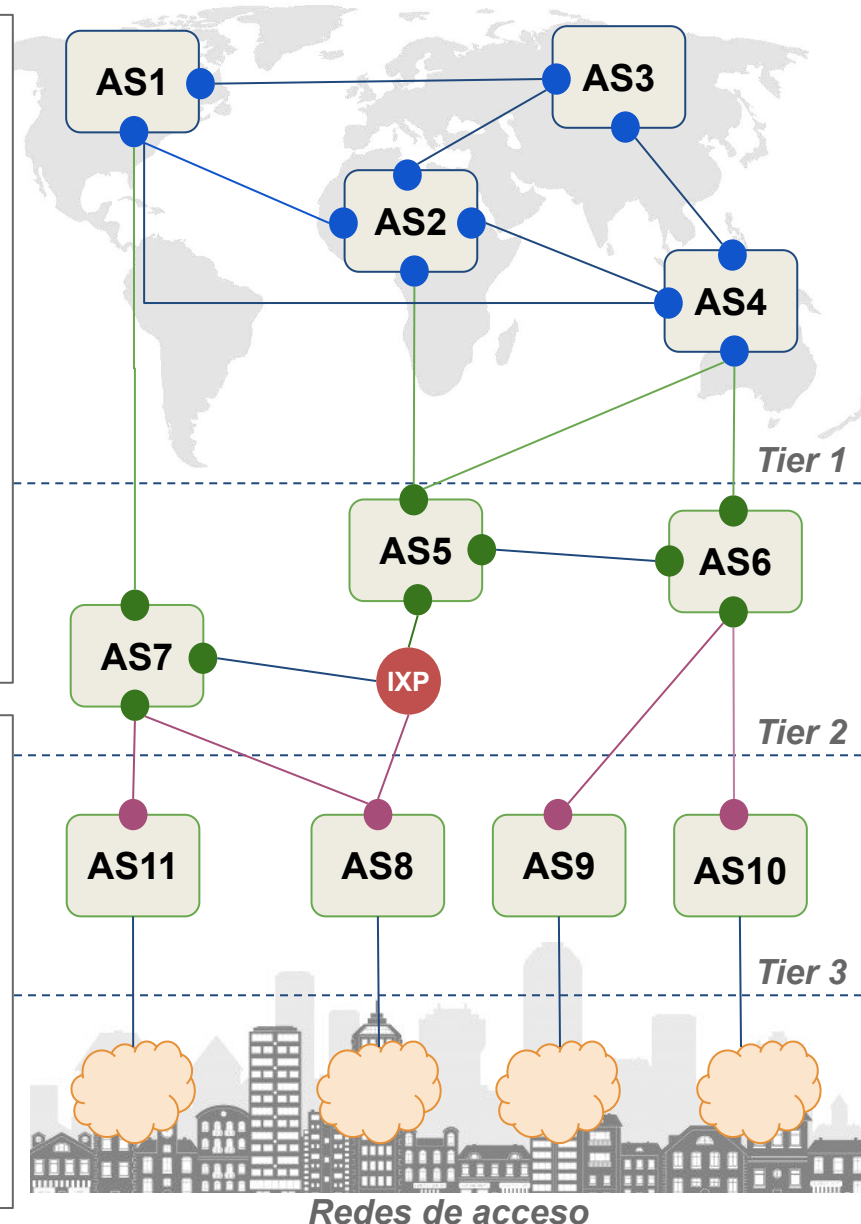 AS1
AS3
AS2
AS4
Tier 1
AS5
AS6
AS7
IXP
Tier 2
AS11
AS8
AS9
AS10
Tier 3
Redes de acceso